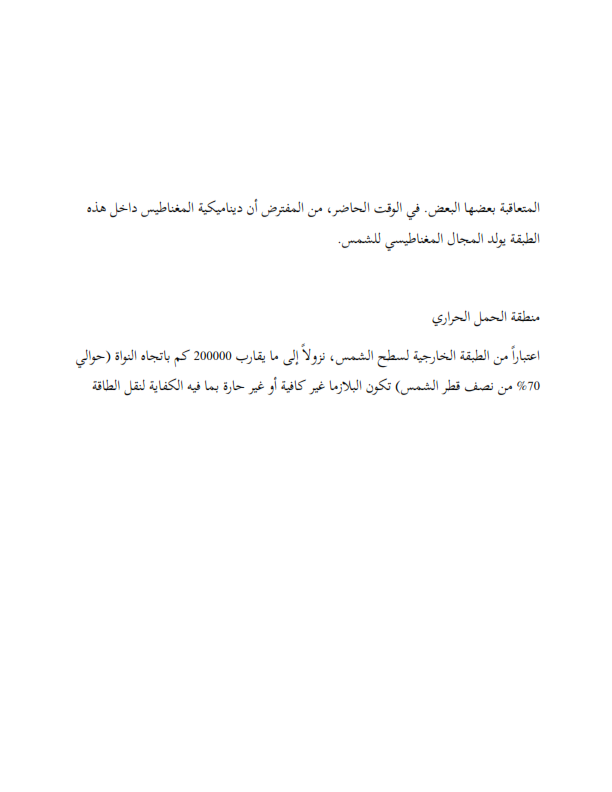 المتعاقبة بعضها البعض. في الوقت الحاضر، من المفترض أن ديناميكية المغناطيس داخل هذه
الطبقة يولد المجال المغناطيسي للشمس.
منطقة الحمل الحراري
اعتباراً من الطبقة الخارجية لسطح الشمس، نزولاً إلى ما يقارب 200000 كم باتجاه النواة (حوالي
70% من نصف قطر الشمس) تكون البلازما غير كافية أو غير حارة بما فيه الكفاية لنقل الطاقة